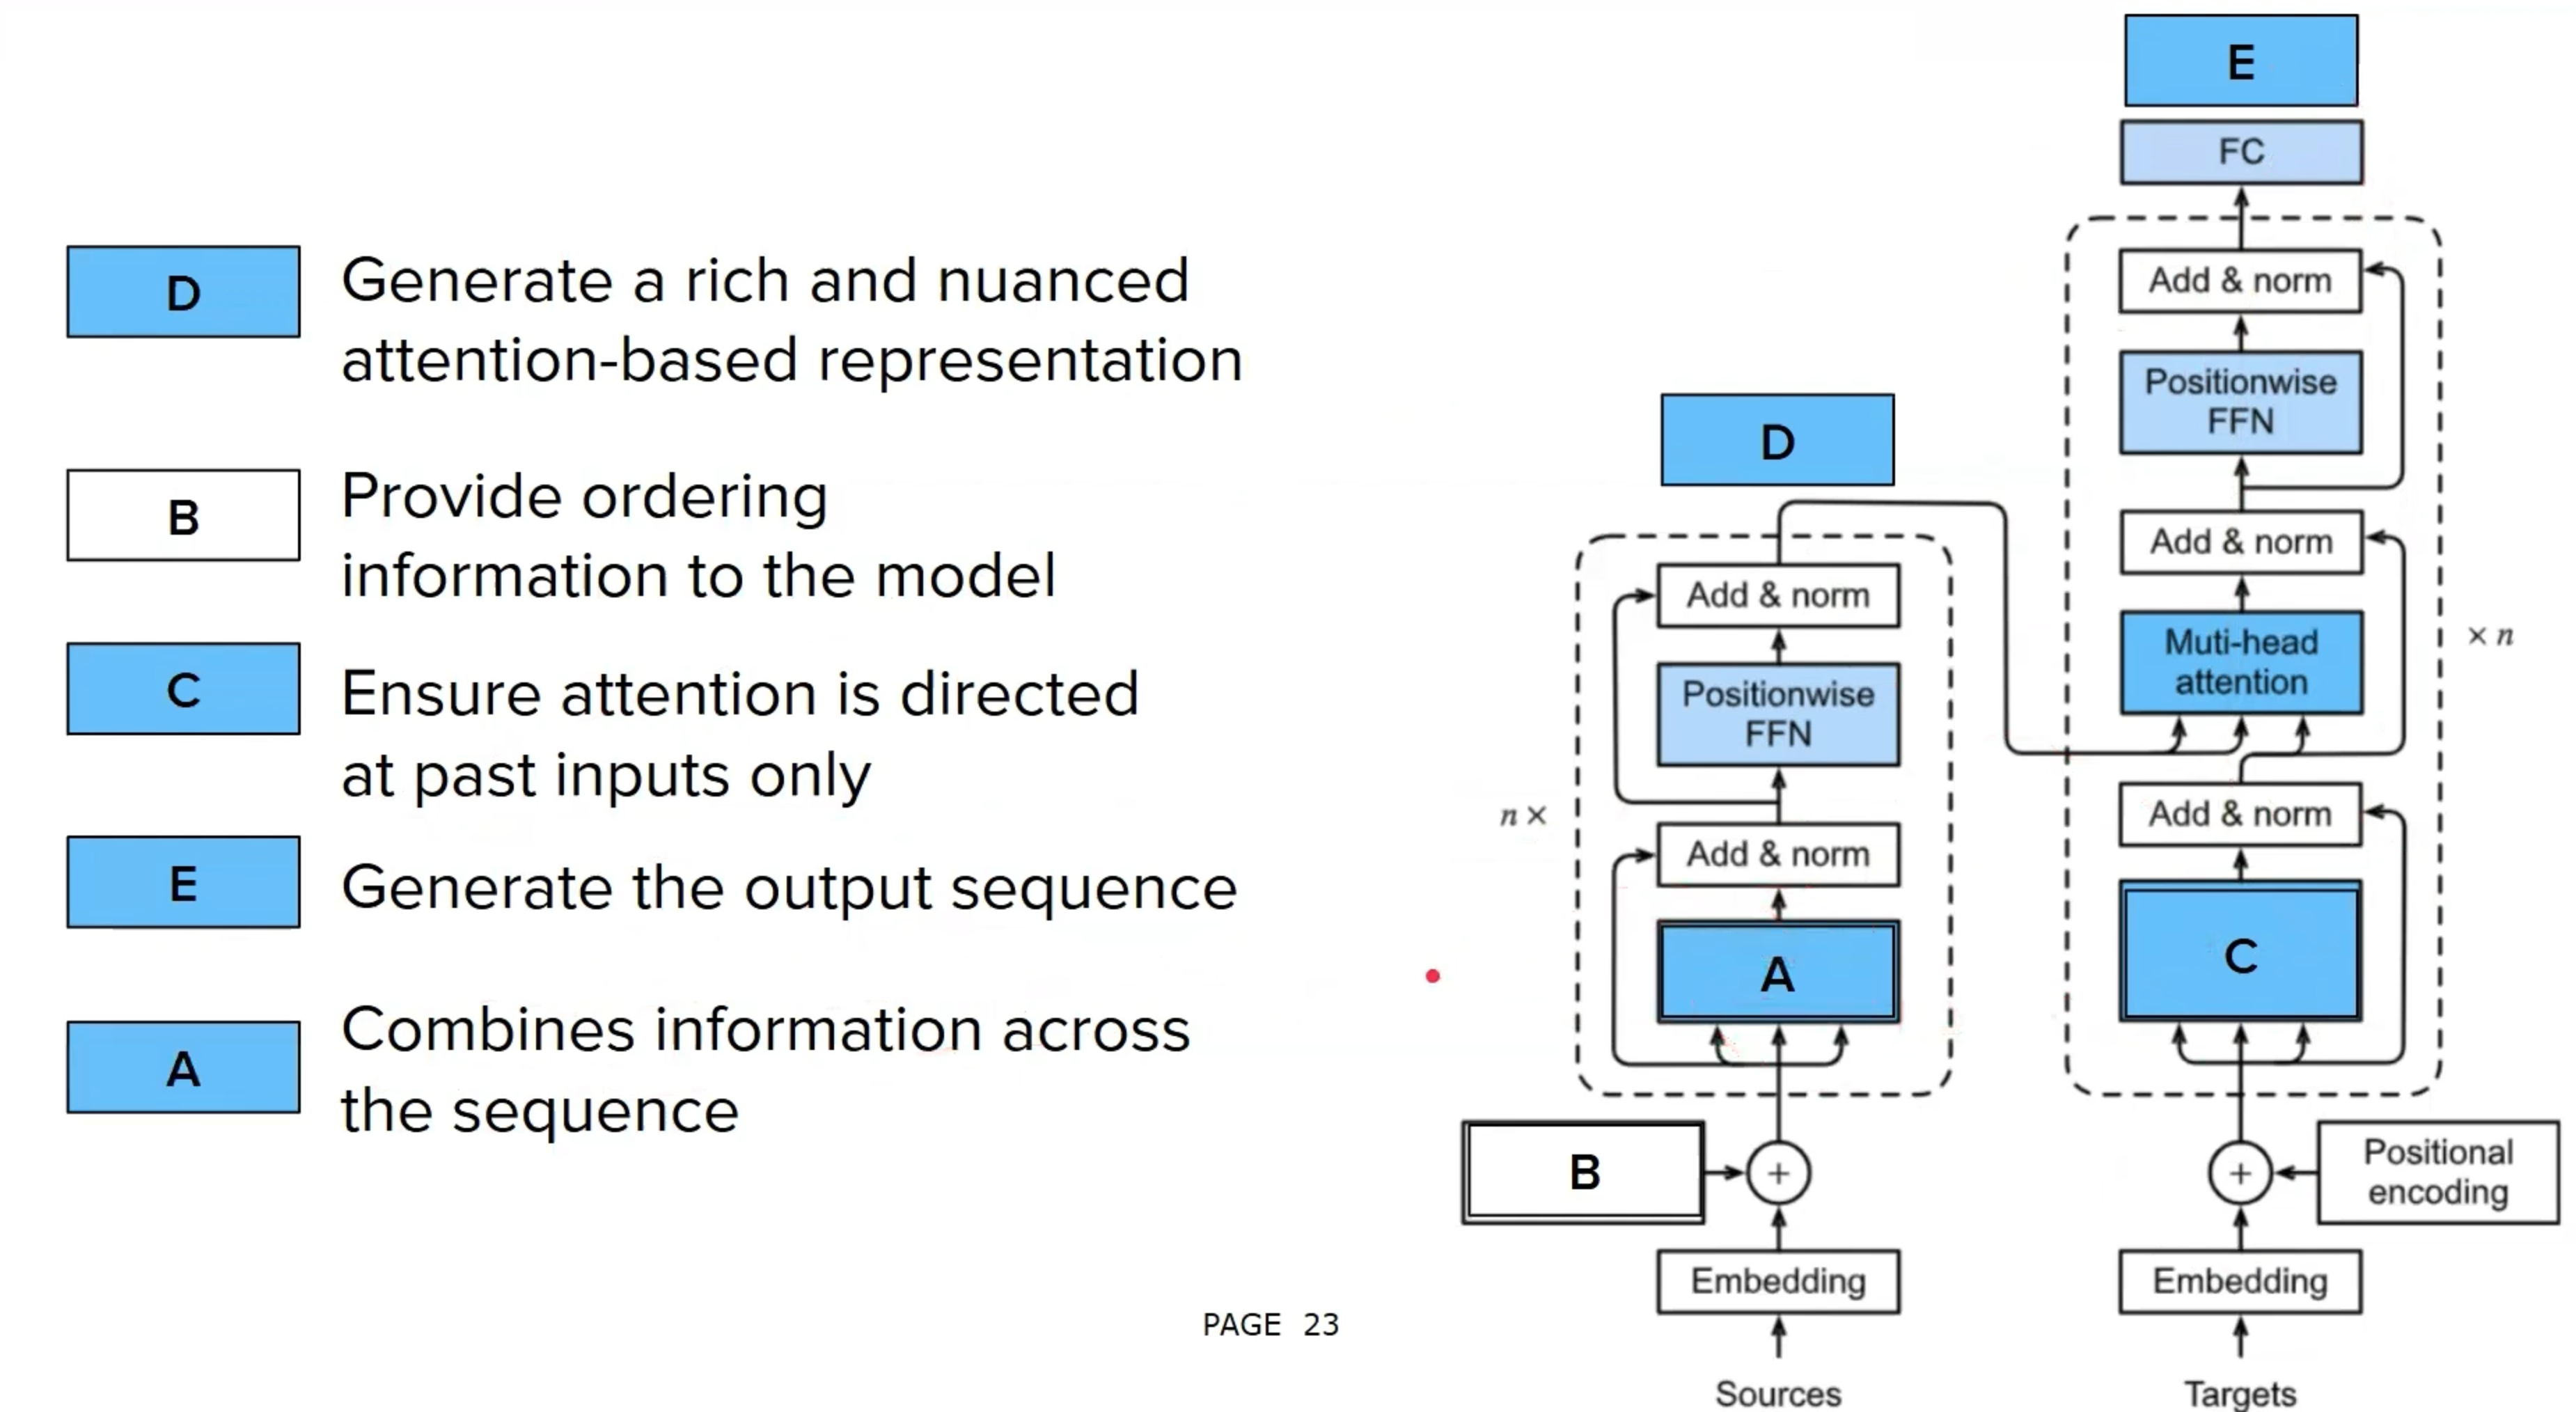 D
Generate a rich and nuanced
attention-based representation
B
Provide ordering
information to the model
C
Ensure attention is directed
at past inputs only
E
Generate the output sequence
A
Combines information across
the sequence
PAGE 23
D
Add & norm
Positionwise
FFN
n ×
Add & norm
A
B
+
Embedding
Sources
E
FC
Add & norm
Positionwise
FFN
Add & norm
× n
Muti-head
attention
Add & norm
C
+
Positional
encoding
Embedding
Targets